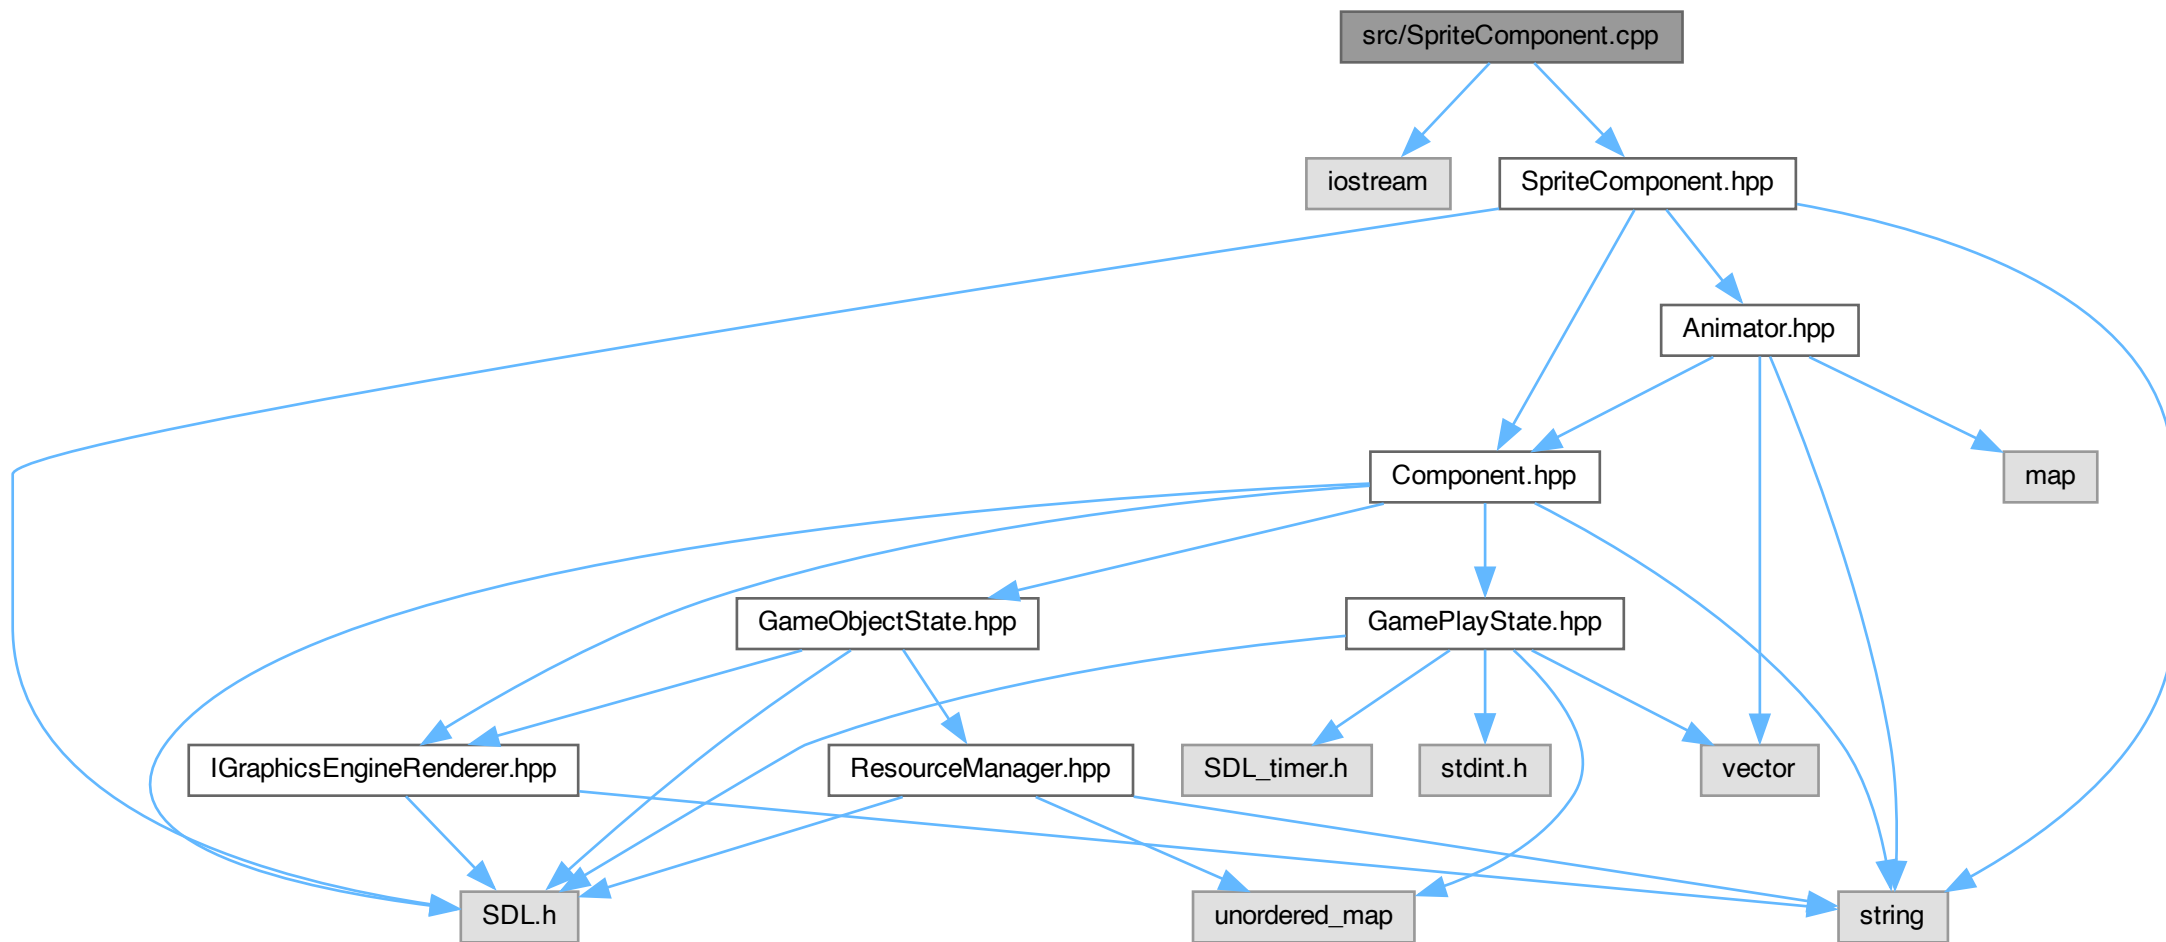 src/SpriteComponent.cpp
iostream
SpriteComponent.hpp
Animator.hpp
Component.hpp
map
GameObjectState.hpp
GamePlayState.hpp
IGraphicsEngineRenderer.hpp
ResourceManager.hpp
SDL_timer.h
stdint.h
vector
SDL.h
unordered_map
string